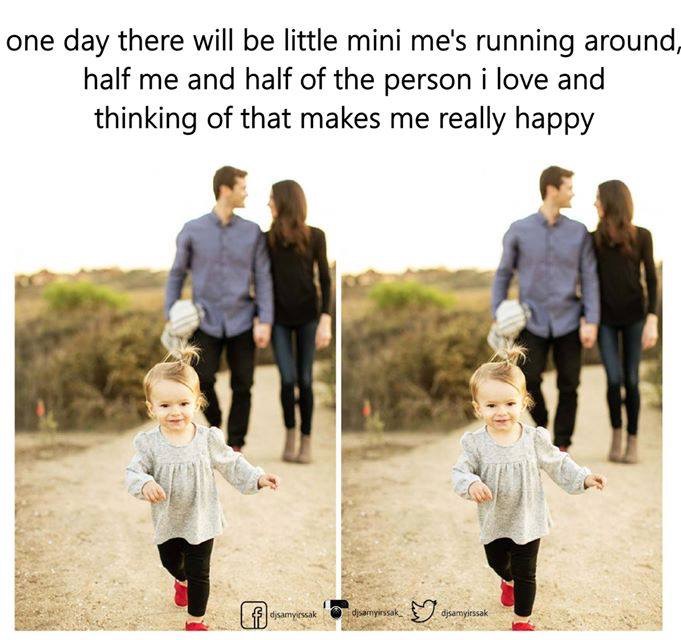 one day there will be little mini me's running around,
half me and half of the person i love and
thinking of that makes me really happy
djsamyirssak djsamyirssak_ djsamyirssak